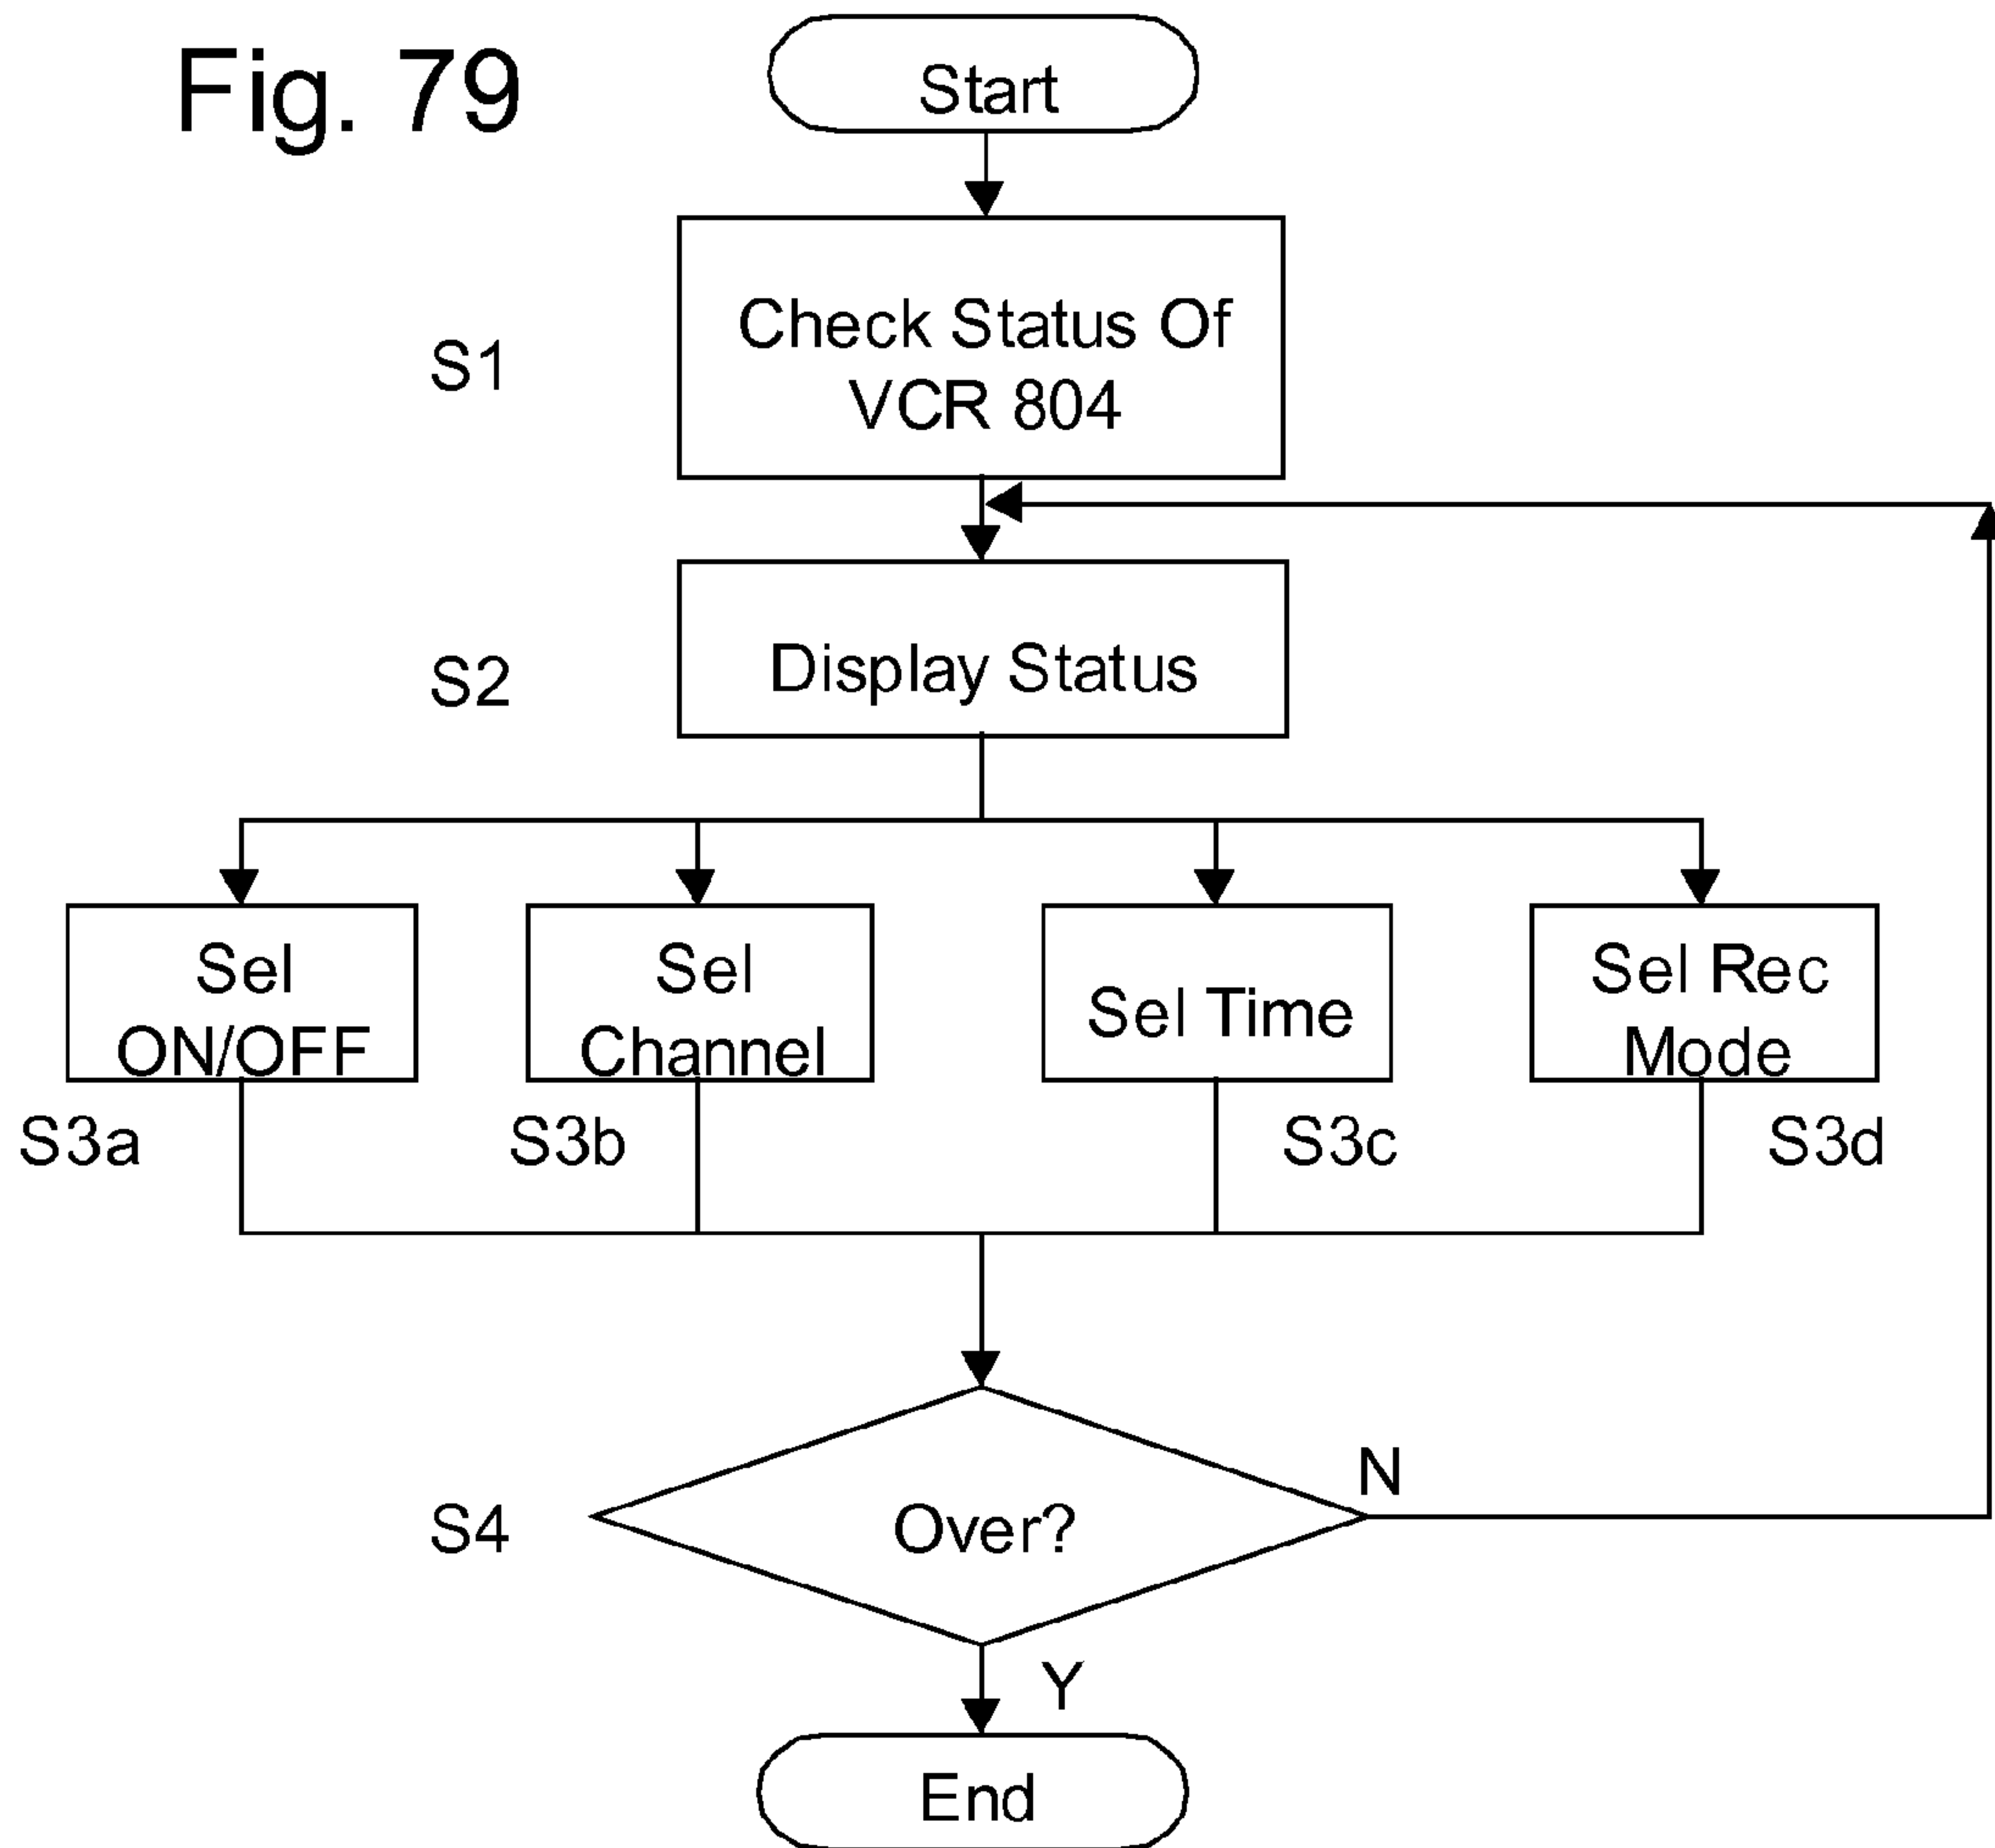 Fig. 79
Start
S1
Check Status Of
VCR 804
S2
Display Status
Sel
ON/OFF
Sel
Channel
Sel Time
Sel Rec
Mode
S3a
S3b
S3c
S3d
S4
Over?
N
Y
End